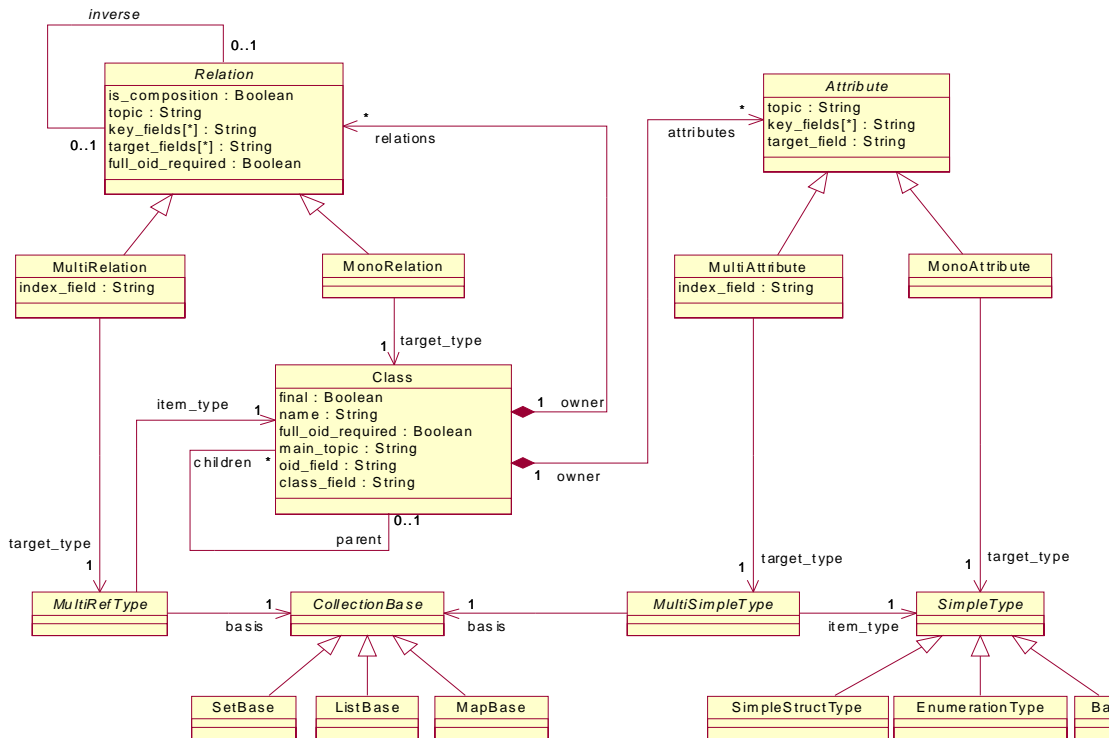 inverse
0..1
Relation
is_composition : Boolean
topic : String
key_fields[*] : String
target_fields[*] : String
full_oid_required : Boolean
0..1
*
relations
Attribute
topic : String
key_fields[*] : String
target_field : String
*
attributes
MultiRelation
index_field : String
MonoRelation
MultiAttribute
index_field : String
MonoAttribute
1
target_type
Class
final : Boolean
name : String
full_oid_required : Boolean
main_topic : String
oid_field : String
class_field : String
item_type
1
1
owner
children
*
1
owner
0..1
parent
target_type
1
target_type
1
target_type
1
MultiRefType
1
basis
CollectionBase
1
basis
MultiSimpleType
1
item_type
SimpleType
SetBase
ListBase
MapBase
SimpleStructType
EnumerationType
Ba